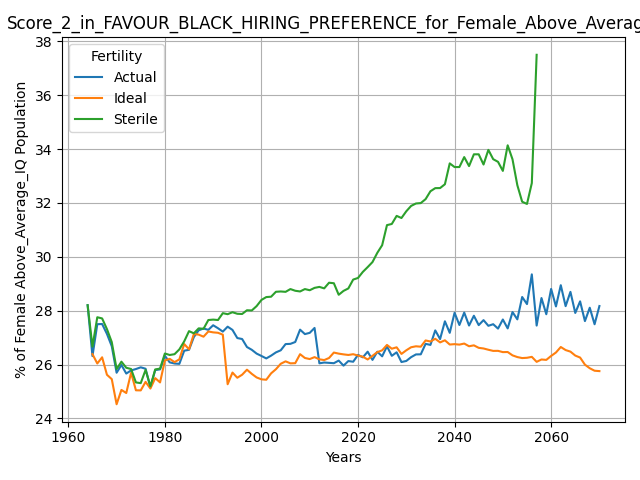 Score_2_in_FAVOUR_BLACK_HIRING_PREFERENCE_for_Female_Above_Averag
% of Female Above_Average_IQ Population
38
36
34
32
30
28
26
24
Fertility
Actual
Ideal
Sterile
1960
1980
2000
2020
2040
2060
Years